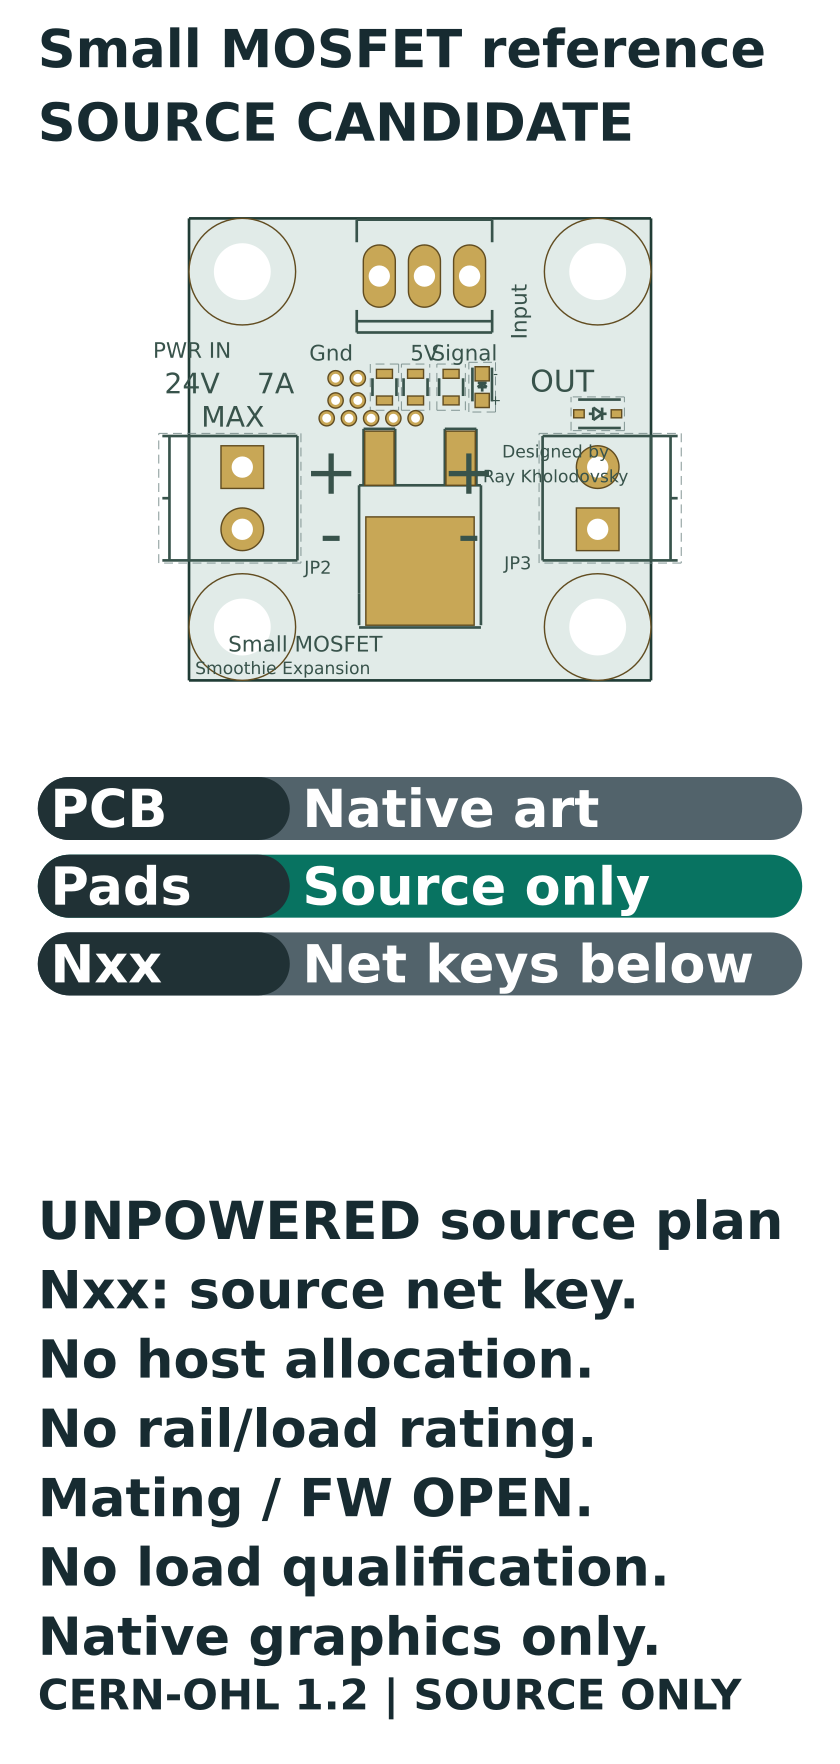 Small MOSFET reference
SOURCE CANDIDATE
Input
PWR IN
Gnd
5V
Signal
24V 7A
MAX
OUT
-
+
Designed by
Ray Kholodovsky
+
+
-
-
JP2
JP3
Small MOSFET
Smoothie Expansion
PCB Native art
Pads Source only
Nxx Net keys below
UNPOWERED source plan
Nxx: source net key.
No host allocation.
No rail/load rating.
Mating / FW OPEN.
No load qualification.
Native graphics only.
CERN-OHL 1.2 | SOURCE ONLY